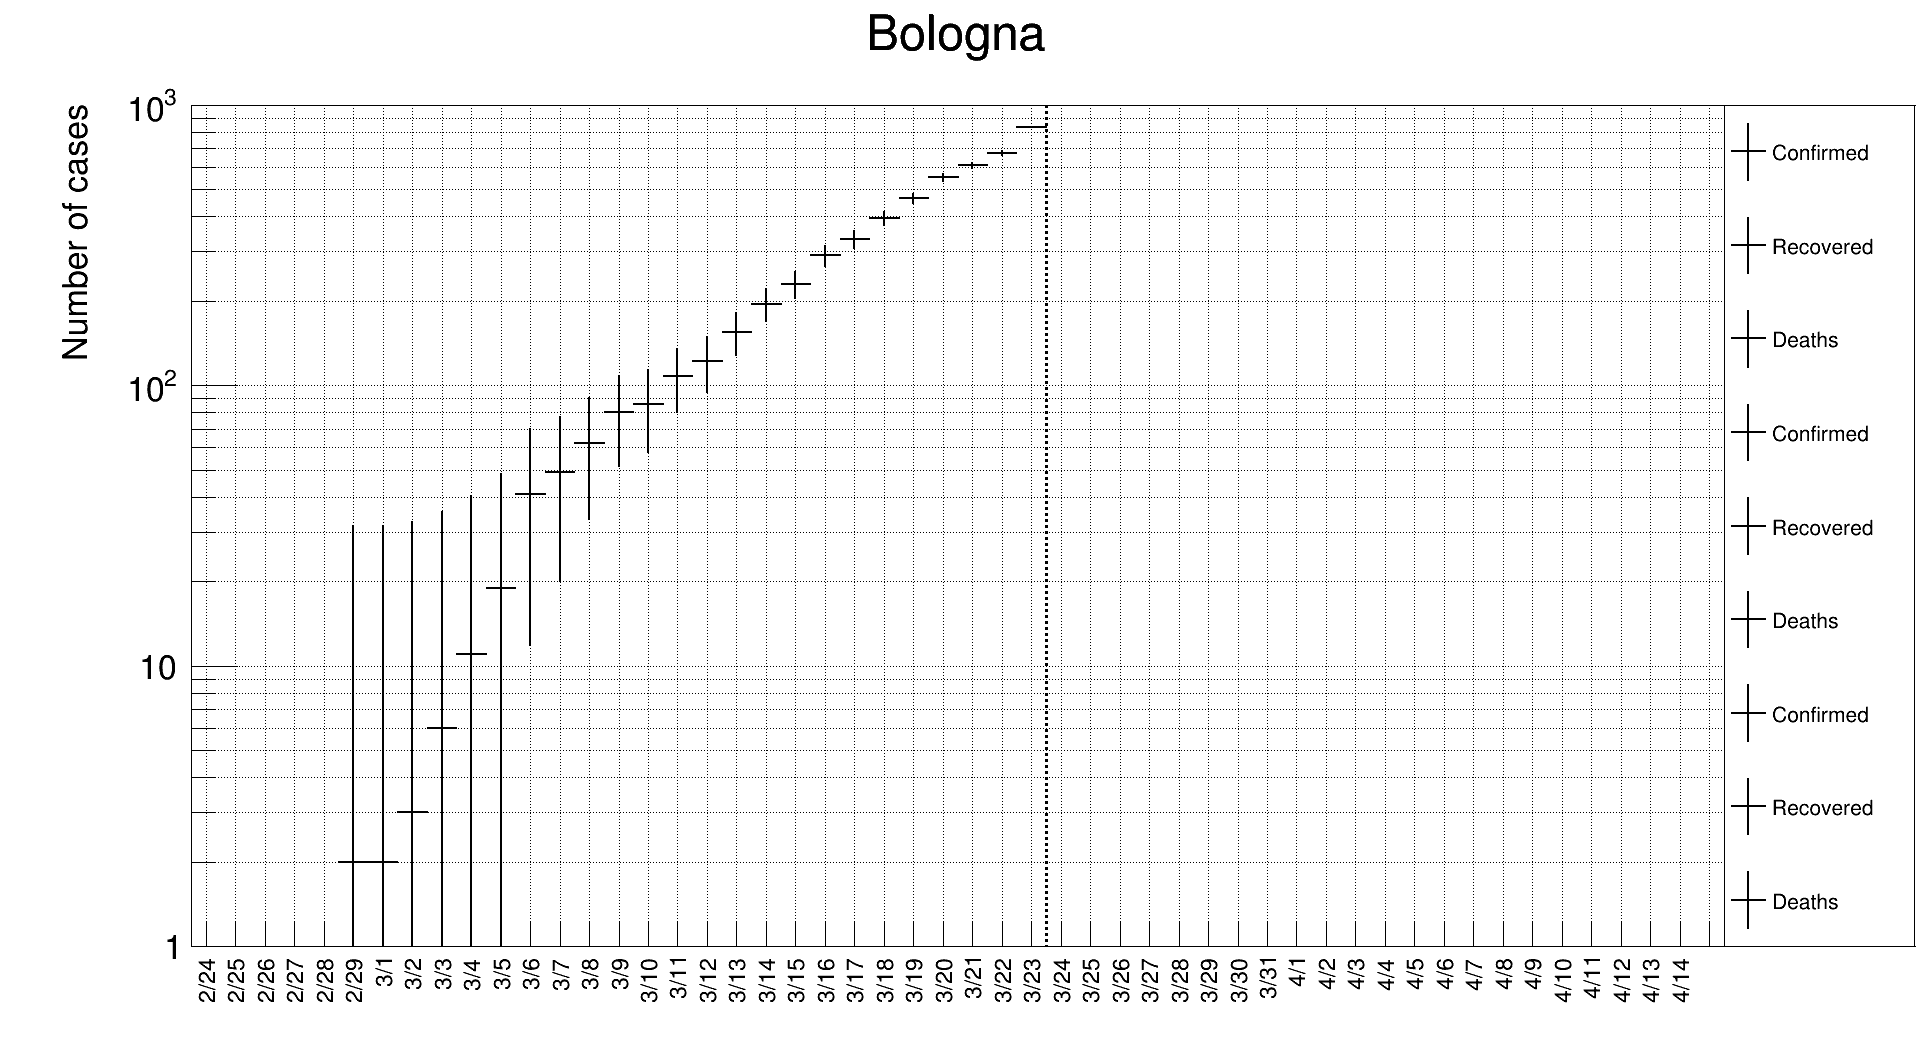 Bologna
Number of cases
10³
10²
10
1
2/24 2/25 2/26 2/27 2/28 2/29 3/1 3/2 3/3 3/4 3/5 3/6 3/7 3/8 3/9 3/10 3/11 3/12 3/13 3/14 3/15 3/16 3/17 3/18 3/19 3/20 3/21 3/22 3/23 3/24 3/25 3/26 3/27 3/28 3/29 3/30 3/31 4/1 4/2 4/3 4/4 4/5 4/6 4/7 4/8 4/9 4/10 4/11 4/12 4/13 4/14
Confirmed
Recovered
Deaths
Confirmed
Recovered
Deaths
Confirmed
Recovered
Deaths